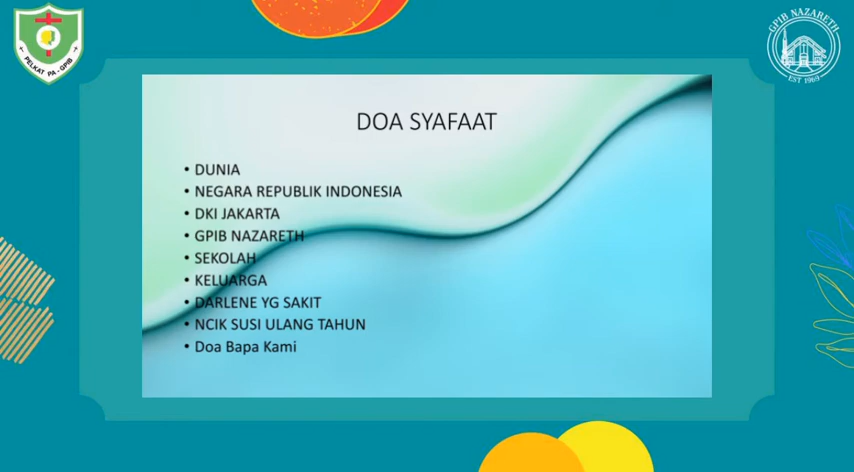 PELKAT PA - GPIB
GPIB NAZARETH
EST 1969
DOA SYAFAAT
• DUNIA
• NEGARA REPUBLIK INDONESIA
• DKI JAKARTA
• GPIB NAZARETH
• SEKOLAH
• KELUARGA
• DARLENE YG SAKIT
• NCIK SUSI ULANG TAHUN
• Doa Bapa Kami